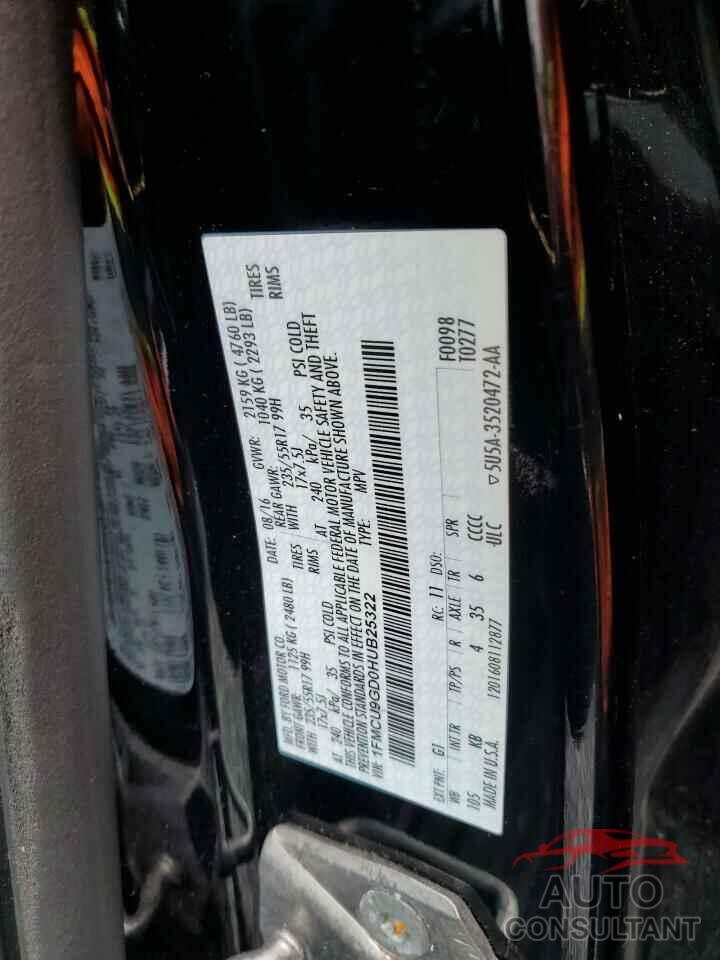 MFD. BY FORD MOTOR CO.
DATE: 08/16 GVWR: 2159 KG ( 4760 LB)
FRONT GAWR: 1125 KG ( 2480 LB) REAR GAWR: 1040 KG ( 2293 LB)
WITH 235/55R17 99H TIRES WITH 235/55R17 99H TIRES
17x7.5J RIMS 17x7.5J RIMS
AT 240 kPa/ 35 PSI COLD AT 240 kPa/ 35 PSI COLD
THIS VEHICLE CONFORMS TO ALL APPLICABLE FEDERAL MOTOR VEHICLE SAFETY AND THEFT
PREVENTION STANDARDS IN EFFECT ON THE DATE OF MANUFACTURE SHOWN ABOVE.
VIN: 1FMCU9GD0HUB25322 TYPE: MPV
F0098
T0277
EXT PNT: G1 RC: 11 DSO:
WB INT TR TP/PS R AXLE TR SPR
105 KB 4 35 6 CCCC
MADE IN U.S.A. 1201608112877 ULC
▽5U5A-3520472-AA
AUTO
CONSULTANT